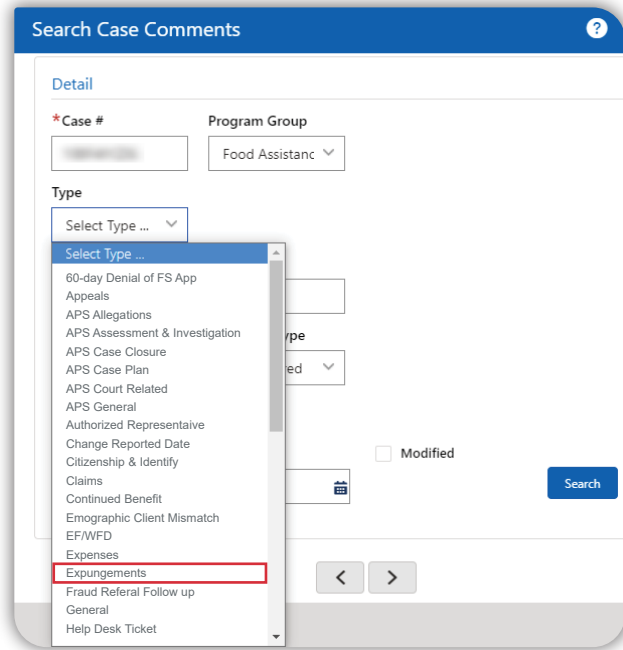 Search Case Comments ?
Detail
*Case # Program Group
Food Assistanc
Type
Select Type ...
Select Type ...
60-day Denial of FS App
Appeals
APS Allegations
APS Assessment & Investigation
ype
APS Case Closure
APS Case Plan
ed
APS Court Related
APS General
Authorized Representaive
Change Reported Date
Modified
Citizenship & Identify
Claims
Search
Continued Benefit
Emographic Client Mismatch
EF/WFD
Expenses
Expungements
< >
Fraud Referal Follow up
General
Help Desk Ticket